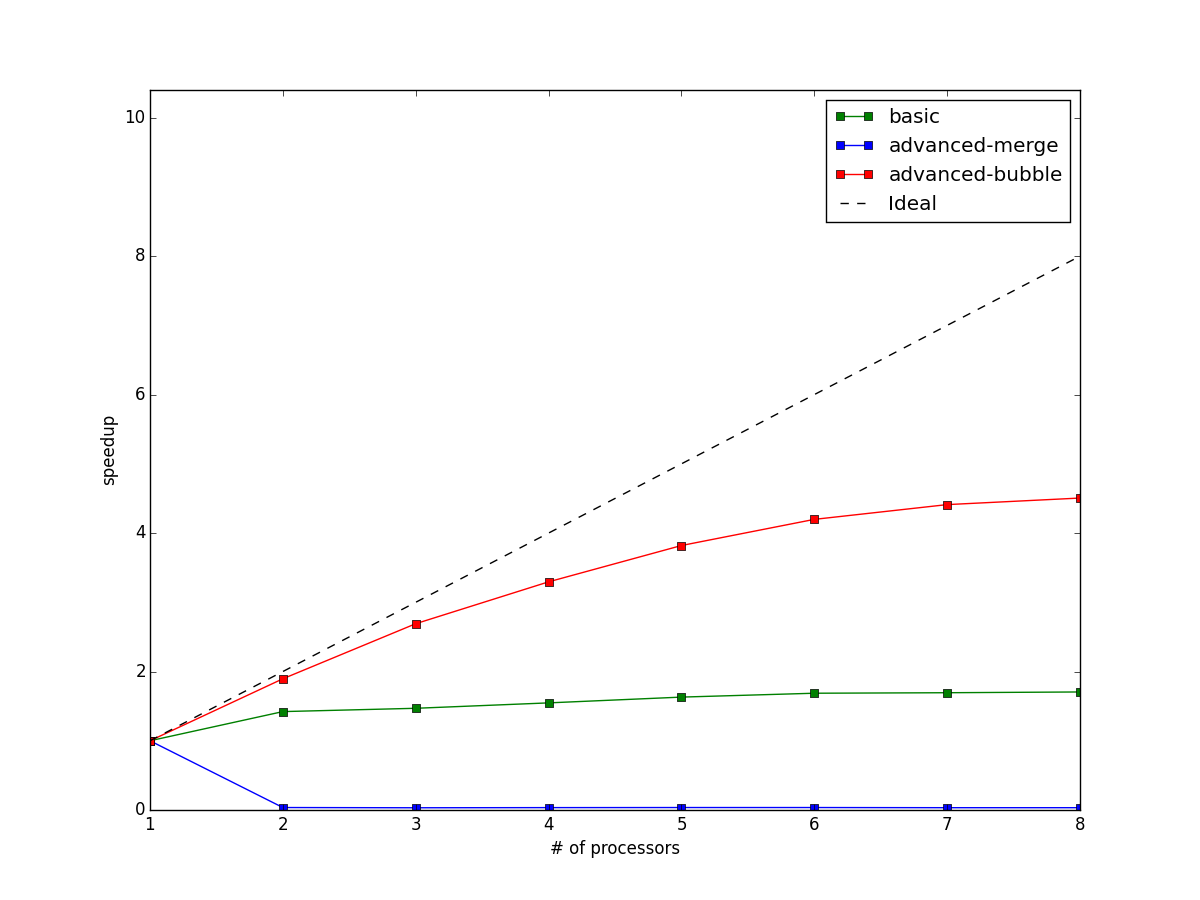 basic
advanced-merge
advanced-bubble
Ideal
10
8
6
4
2
0
speedup
1 2 3 4 5 6 7 8
# of processors